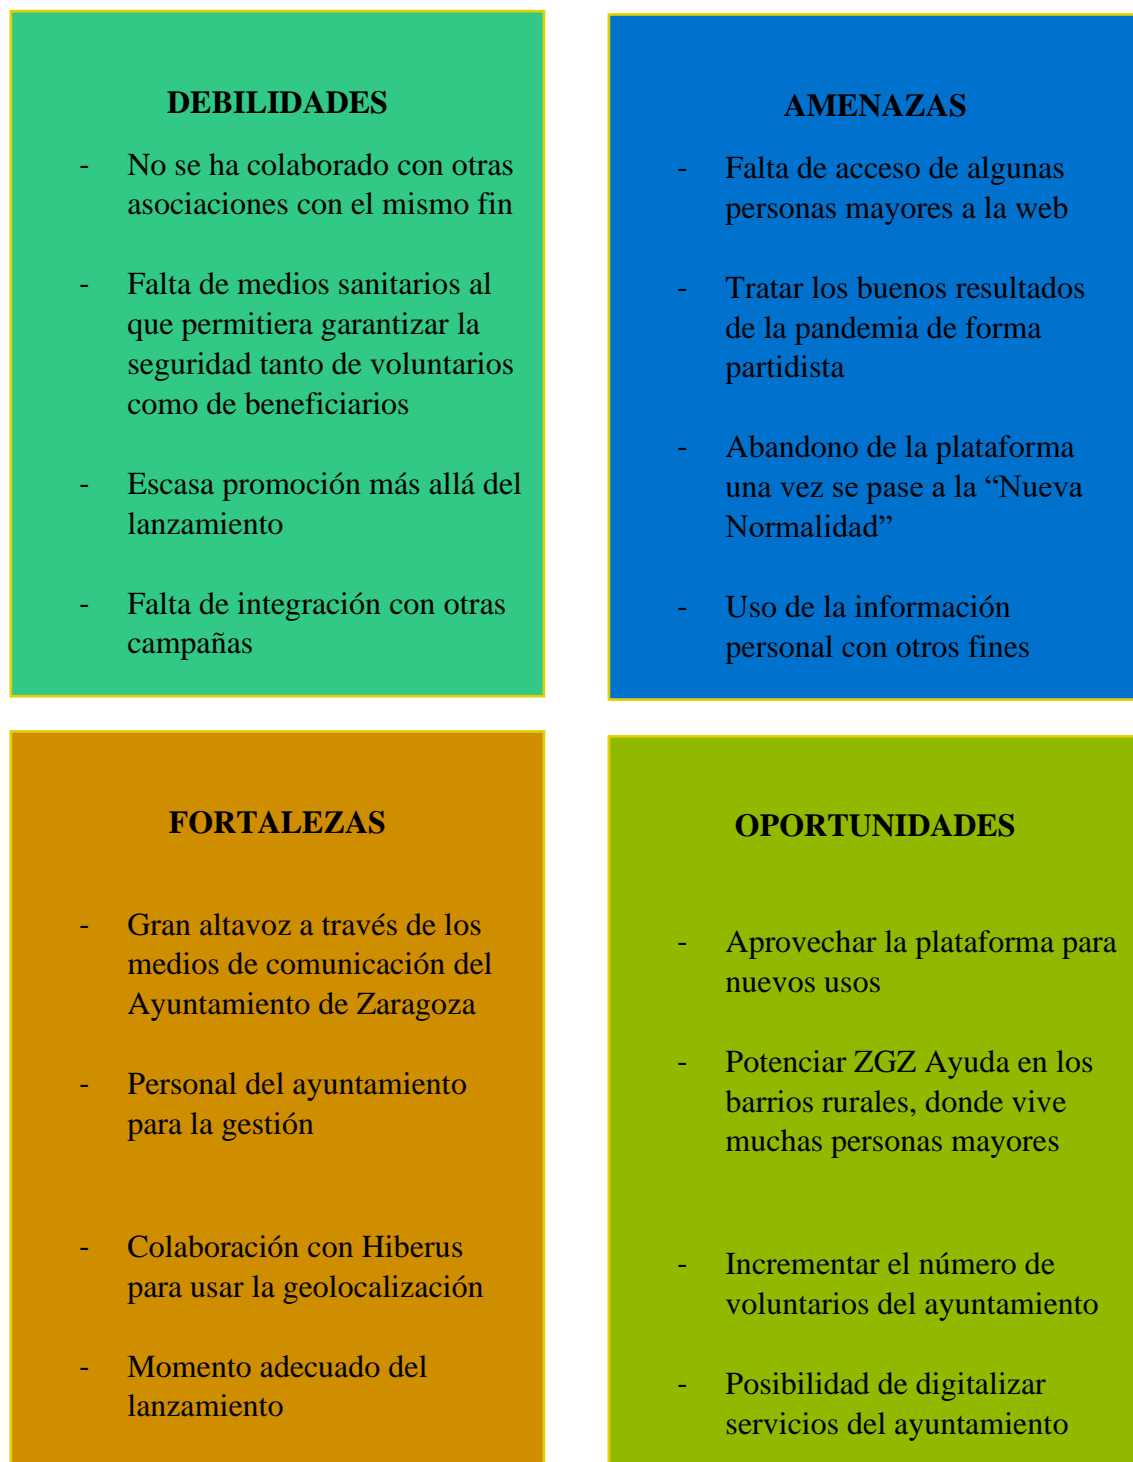 DEBILIDADES
- No se ha colaborado con otras
asociaciones con el mismo fin
- Falta de medios sanitarios al
que permitiera garantizar la
seguridad tanto de voluntarios
como de beneficiarios
- Escasa promoción más allá del
lanzamiento
- Falta de integración con otras
campañas
AMENAZAS
- Falta de acceso de algunas
personas mayores a la web
- Tratar los buenos resultados
de la pandemia de forma
partidista
- Abandono de la plataforma
una vez se pase a la “Nueva
Normalidad”
- Uso de la información
personal con otros fines
FORTALEZAS
- Gran altavoz a través de los
medios de comunicación del
Ayuntamiento de Zaragoza
- Personal del ayuntamiento
para la gestión
- Colaboración con Hiberus
para usar la geolocalización
- Momento adecuado del
lanzamiento
OPORTUNIDADES
- Aprovechar la plataforma para
nuevos usos
- Potenciar ZGZ Ayuda en los
barrios rurales, donde vive
muchas personas mayores
- Incrementar el número de
voluntarios del ayuntamiento
- Posibilidad de digitalizar
servicios del ayuntamiento